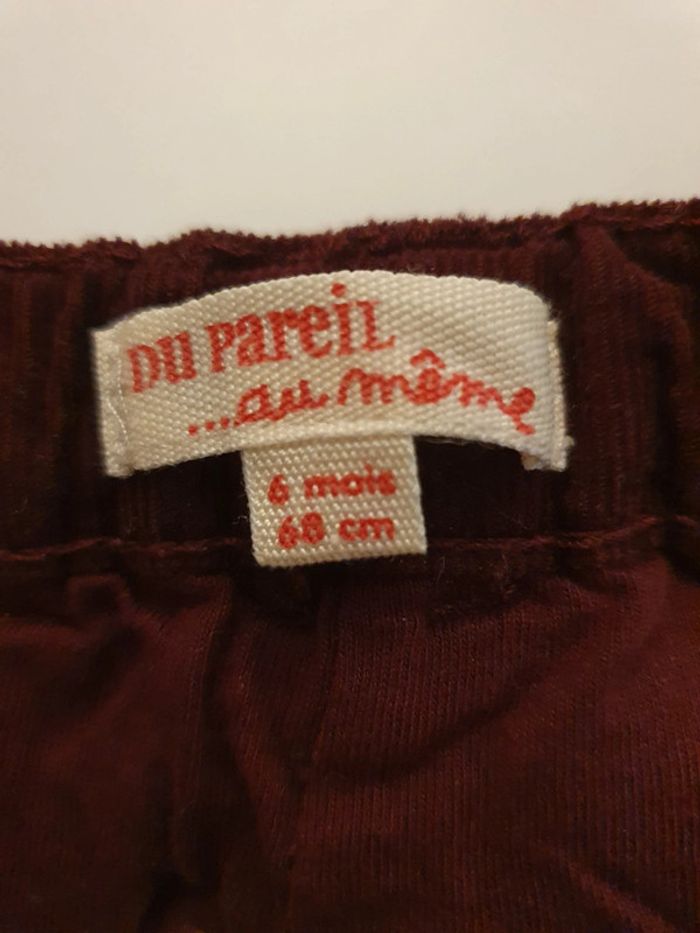 DU PAREIL
...au même
6 mois
68 cm